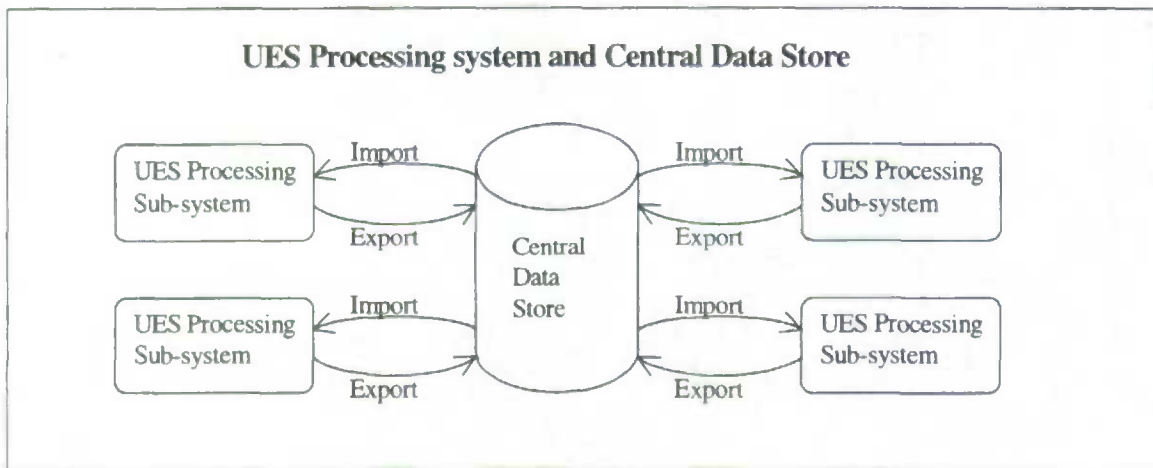 UES Processing system and Central Data Store
Import
Import
UES Processing
Sub-system
UES Processing
Sub-system
Export
Export
Central
Data
Store
Import
Import
UES Processing
Sub-system
UES Processing
Sub-system
Export
Export